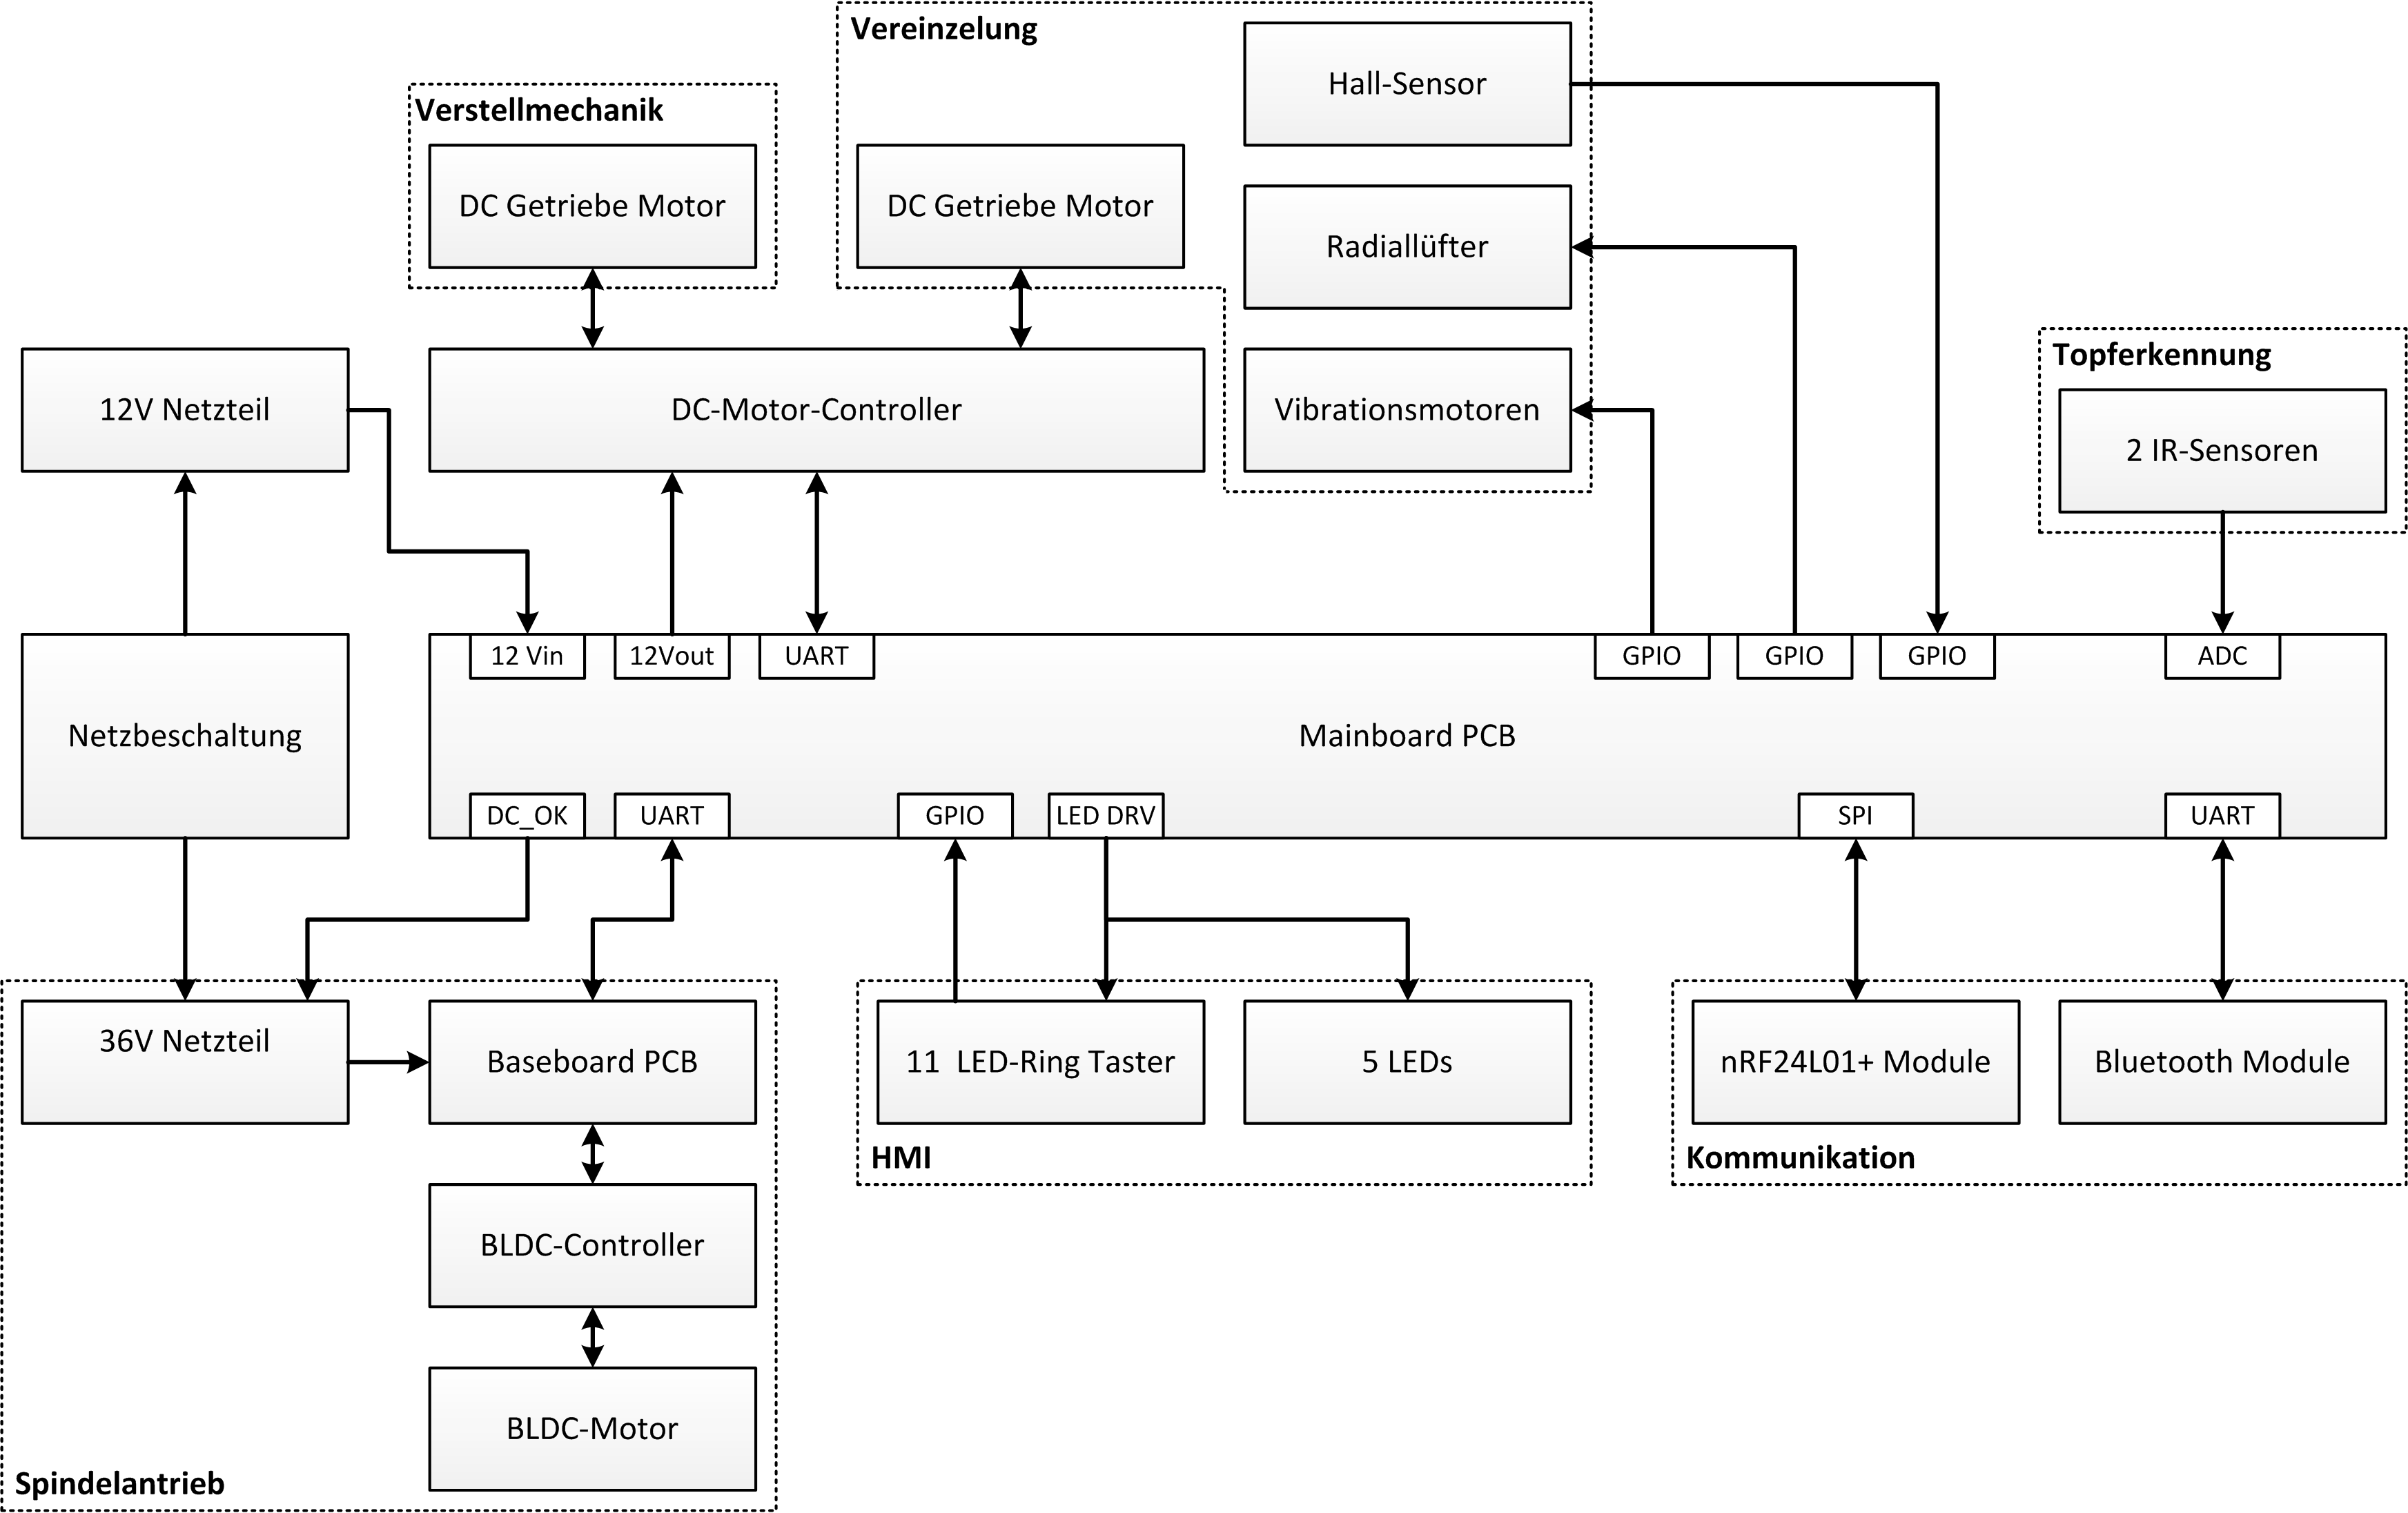 Vereinzelung
Hall-Sensor
Verstellmechanik
DC Getriebe Motor
DC Getriebe Motor
Radiallüfter
Topferkennung
12V Netzteil
DC-Motor-Controller
Vibrationsmotoren
2 IR-Sensoren
12 Vin
12Vout
UART
GPIO
GPIO
GPIO
ADC
Netzbeschaltung
Mainboard PCB
DC_OK
UART
GPIO
LED DRV
SPI
UART
36V Netzteil
Baseboard PCB
11 LED-Ring Taster
5 LEDs
nRF24L01+ Module
Bluetooth Module
HMI
Kommunikation
BLDC-Controller
BLDC-Motor
Spindelantrieb